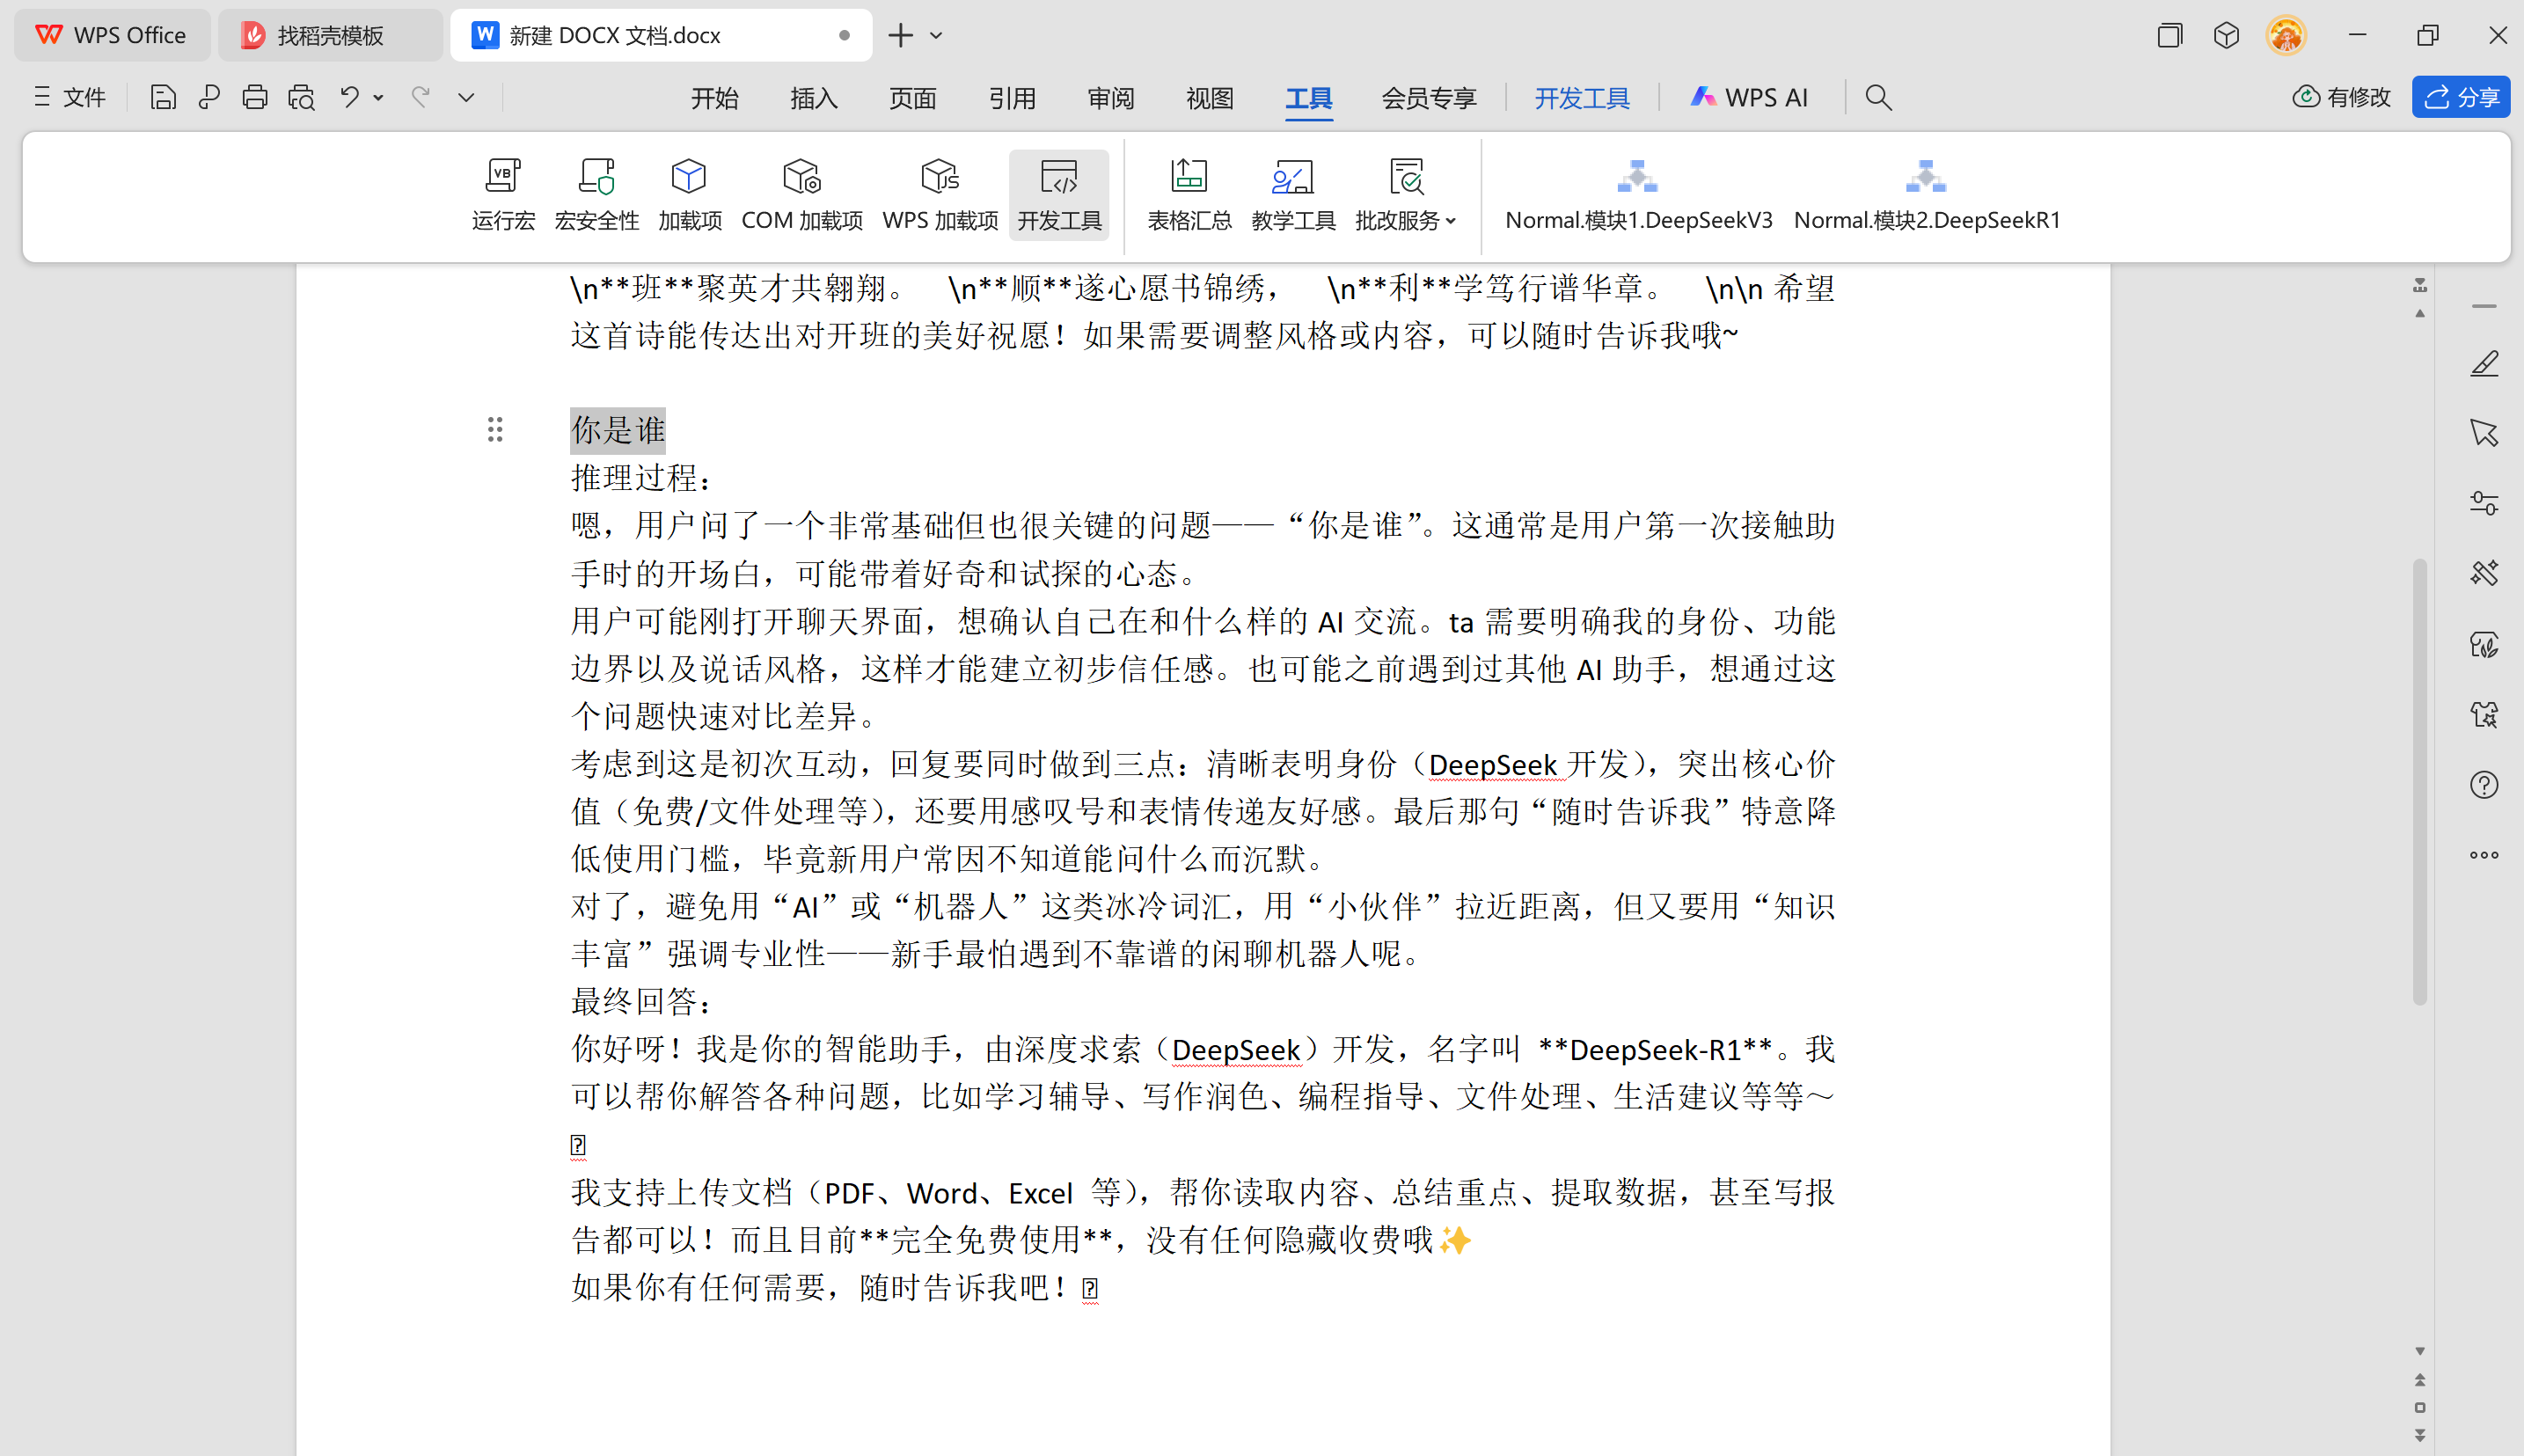 WPS Office
找稻壳模板
新建 DOCX 文档.docx
文件
开始
插入
页面
引用
审阅
视图
工具
会员专享
开发工具
WPS AI
有修改
分享
运行宏
宏安全性
加载项
COM 加载项
WPS 加载项
开发工具
表格汇总
教学工具
批改服务
Normal.模块1.DeepSeekV3
Normal.模块2.DeepSeekR1
\n**班**聚英才共翱翔。 \n**顺**遂心愿书锦绣， \n**利**学笃行谱华章。 \n\n 希望
这首诗能传达出对开班的美好祝愿！如果需要调整风格或内容，可以随时告诉我哦~
你是谁
推理过程：
嗯，用户问了一个非常基础但也很关键的问题——“你是谁”。这通常是用户第一次接触助
手时的开场白，可能带着好奇和试探的心态。
用户可能刚打开聊天界面，想确认自己在和什么样的 AI 交流。ta 需要明确我的身份、功能
边界以及说话风格，这样才能建立初步信任感。也可能之前遇到过其他 AI 助手，想通过这
个问题快速对比差异。
考虑到这是初次互动，回复要同时做到三点：清晰表明身份（DeepSeek 开发），突出核心价
值（免费/文件处理等），还要用感叹号和表情传递友好感。最后那句“随时告诉我”特意降
低使用门槛，毕竟新用户常因不知道能问什么而沉默。
对了，避免用“AI”或“机器人”这类冰冷词汇，用“小伙伴”拉近距离，但又要用“知识
丰富”强调专业性——新手最怕遇到不靠谱的闲聊机器人呢。
最终回答：
你好呀！我是你的智能助手，由深度求索（DeepSeek）开发，名字叫 **DeepSeek-R1**。我
可以帮你解答各种问题，比如学习辅导、写作润色、编程指导、文件处理、生活建议等等～
我支持上传文档（PDF、Word、Excel 等），帮你读取内容、总结重点、提取数据，甚至写报
告都可以！而且目前**完全免费使用**，没有任何隐藏收费哦✨
如果你有任何需要，随时告诉我吧！